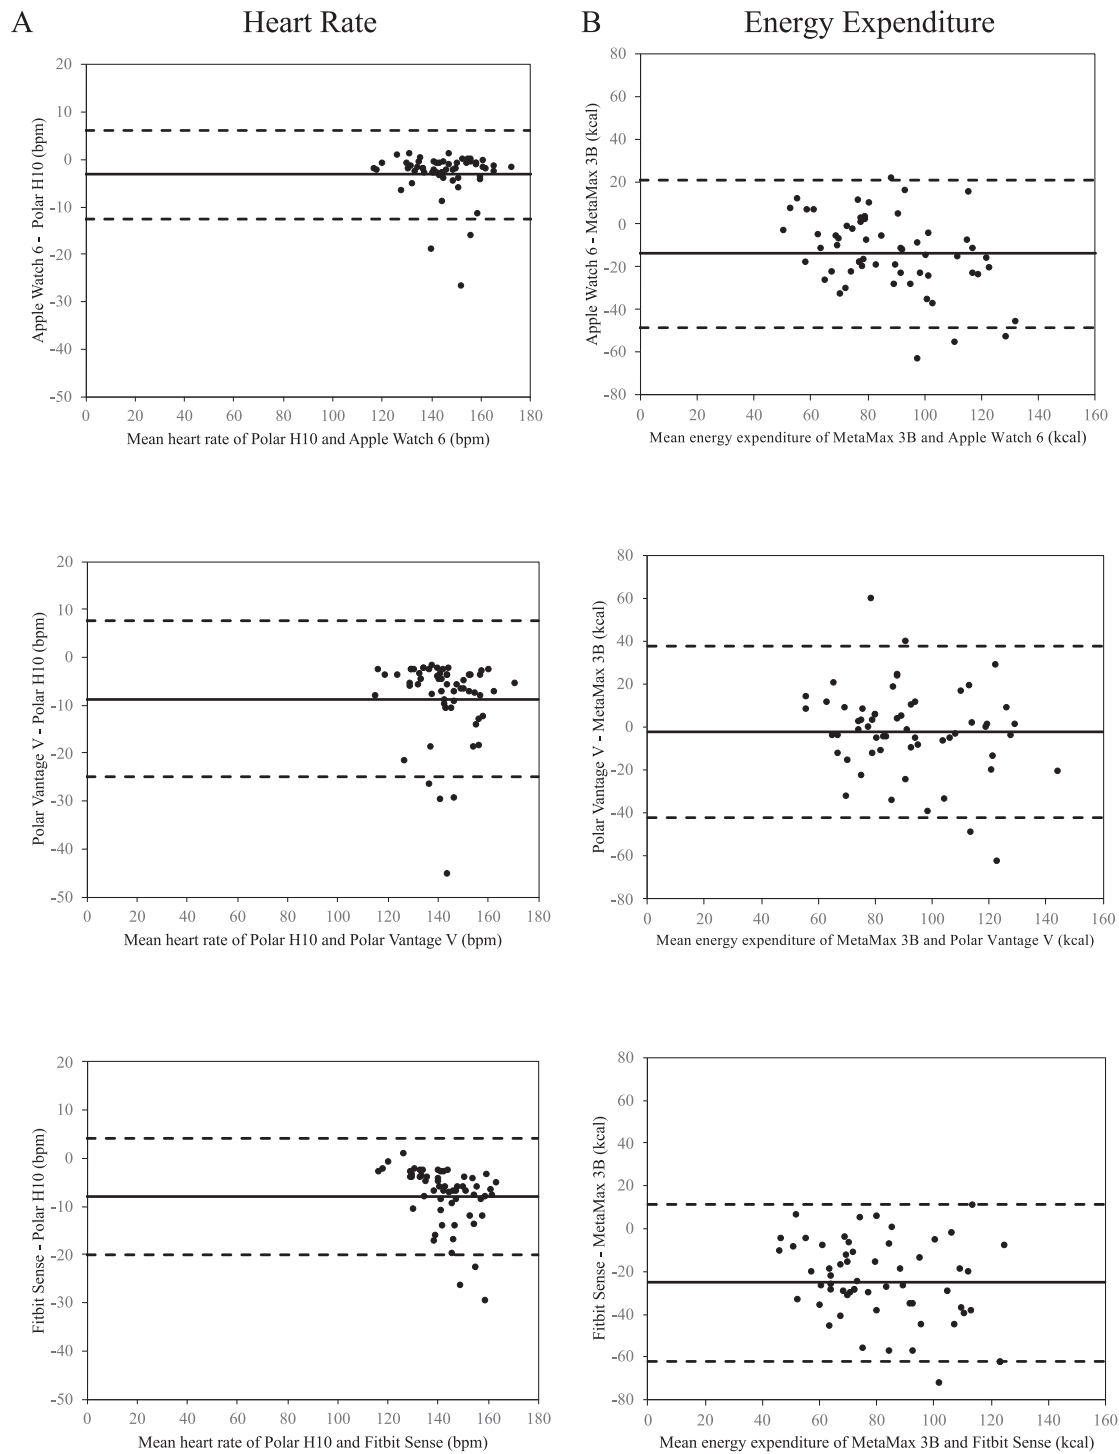 A Heart Rate B Energy Expenditure
Apple Watch 6 - Polar H10 (bpm)
20
10
0
-10
-20
-30
-40
-50
0 20 40 60 80 100 120 140 160 180
Mean heart rate of Polar H10 and Apple Watch 6 (bpm)
Apple Watch 6 - MetaMax 3B (kcal)
80
60
40
20
0
-20
-40
-60
-80
0 20 40 60 80 100 120 140 160
Mean energy expenditure of MetaMax 3B and Apple Watch 6 (kcal)
Polar Vantage V - Polar H10 (bpm)
20
10
0
-10
-20
-30
-40
-50
0 20 40 60 80 100 120 140 160 180
Mean heart rate of Polar H10 and Polar Vantage V (bpm)
Polar Vantage V - MetaMax 3B (kcal)
80
60
40
20
0
-20
-40
-60
-80
0 20 40 60 80 100 120 140 160
Mean energy expenditure of MetaMax 3B and Polar Vantage V (kcal)
Fitbit Sense - Polar H10 (bpm)
20
10
0
-10
-20
-30
-40
-50
0 20 40 60 80 100 120 140 160 180
Mean heart rate of Polar H10 and Fitbit Sense (bpm)
Fitbit Sense - MetaMax 3B (kcal)
80
60
40
20
0
-20
-40
-60
-80
0 20 40 60 80 100 120 140 160
Mean energy expenditure of MetaMax 3B and Fitbit Sense (kcal)